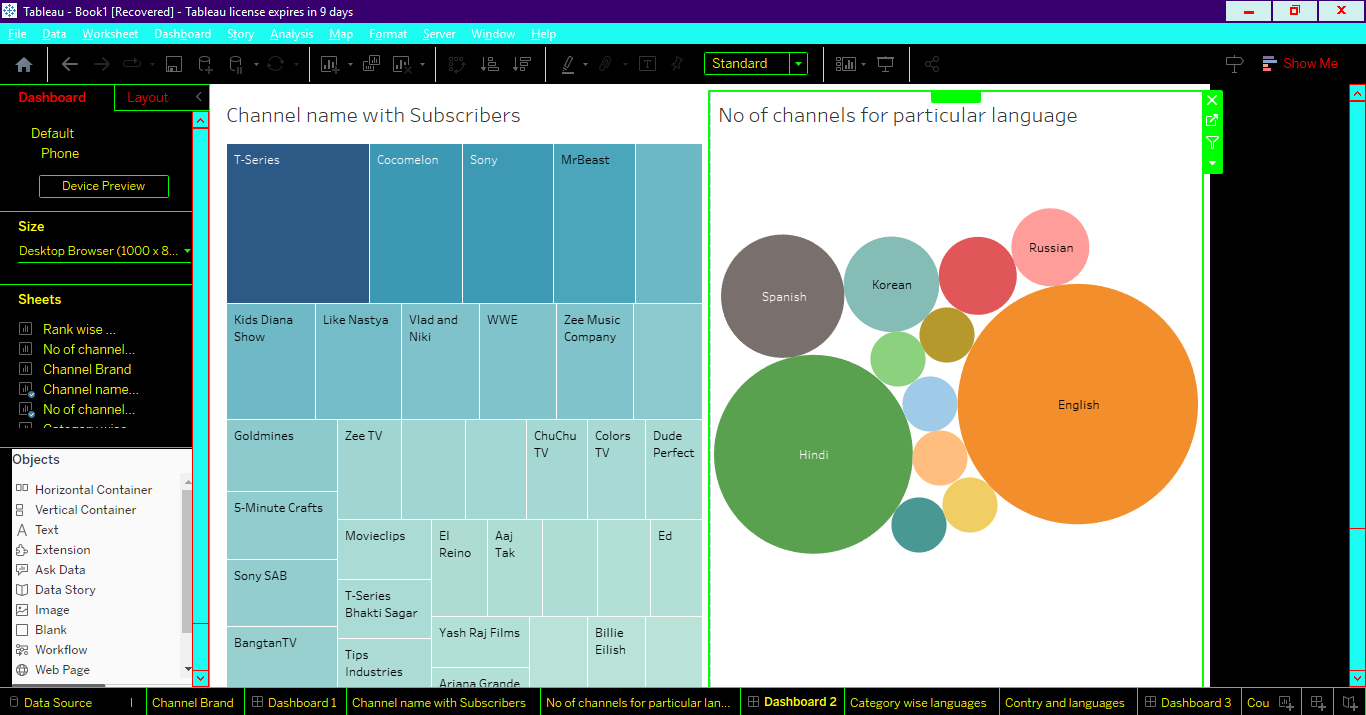 Tableau - Book1 [Recovered] - Tableau license expires in 9 days
File Data Worksheet Dashboard Story Analysis Map Format Server Window Help
Standard
Show Me
Dashboard Layout
Default
Phone
Device Preview
Size
Desktop Browser (1000 x 8...
Sheets
Rank wise ...
No of channel...
Channel Brand
Channel name...
No of channel...
Category wise
Objects
Horizontal Container
Vertical Container
Text
Extension
Ask Data
Data Story
Image
Blank
Workflow
Web Page
Channel name with Subscribers
T-Series
Cocomelon
Sony
MrBeast
Kids Diana
Show
Like Nastya
Vlad and
Niki
WWE
Zee Music
Company
Goldmines
Zee TV
ChuChu
TV
Colors
TV
Dude
Perfect
5-Minute Crafts
Movieclips
El
Reino
Aaj
Tak
Ed
Sony SAB
T-Series
Bhakti Sagar
BangtanTV
Tips
Industries
Yash Raj Films
Billie
Eilish
Ariana Grande
No of channels for particular language
Russian
Korean
Spanish
English
Hindi
Data Source Channel Brand Dashboard 1 Channel name with Subscribers No of channels for particular lan... Dashboard 2 Category wise languages Contry and languages Dashboard 3 Cou